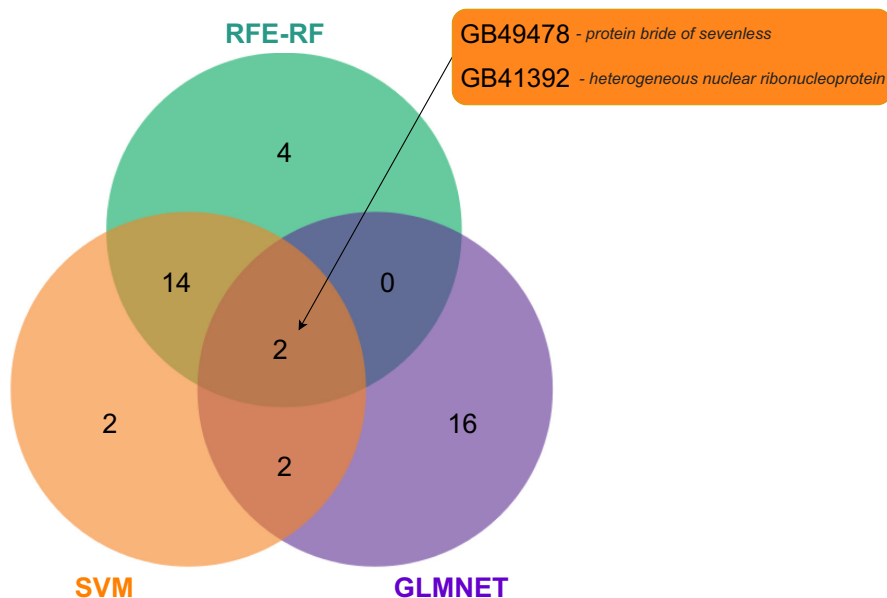 RFE-RF
GB49478 - protein bride of sevenless
GB41392 - heterogeneous nuclear ribonucleoprotein
4
14
0
2
2
16
2
SVM
GLMNET